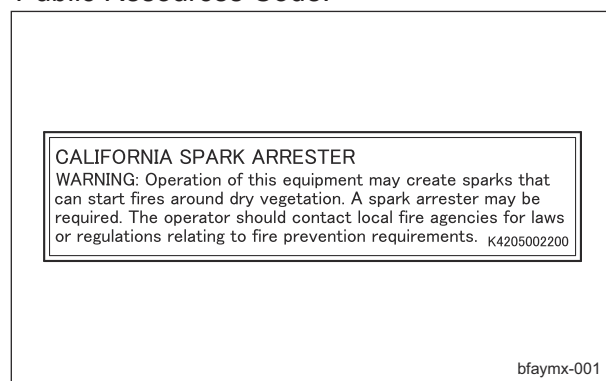 Public Resources Code.
CALIFORNIA SPARK ARRESTER
WARNING: Operation of this equipment may create sparks that
can start fires around dry vegetation. A spark arrester may be
required. The operator should contact local fire agencies for laws
or regulations relating to fire prevention requirements. K4205002200
bfaymx-001